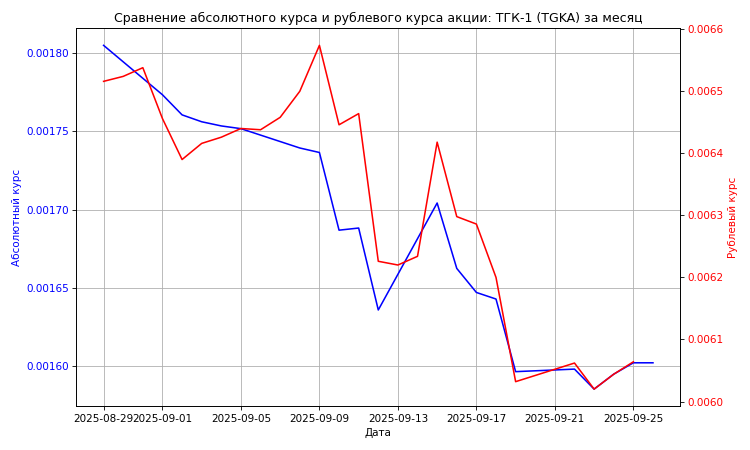 Сравнение абсолютного курса и рублевого курса акции: ТГК-1 (TGKA) за месяц
0.0066
0.00180
0.0065
0.00175
0.0064
0.00170
0.0063
0.00165
0.0062
0.00160
0.0061
0.0060
Абсолютный курс
Рублевый курс
2025-08-29 2025-09-01 2025-09-05 2025-09-09 2025-09-13 2025-09-17 2025-09-21 2025-09-25
Дата